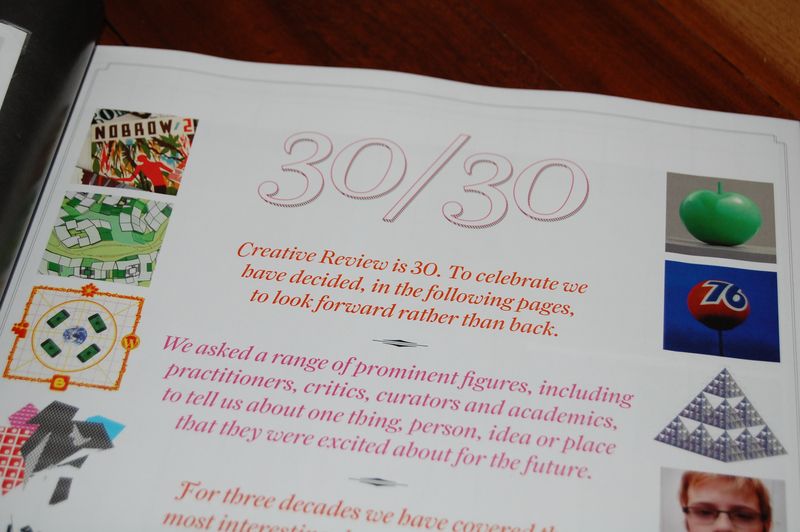 NOBROW 2
30/30
76
Creative Review is 30. To celebrate we
have decided, in the following pages,
to look forward rather than back.
We asked a range of prominent figures, including
practitioners, critics, curators and academics,
to tell us about one thing, person, idea or place
that they were excited about for the future.
For three decades we have covered the
most interesting